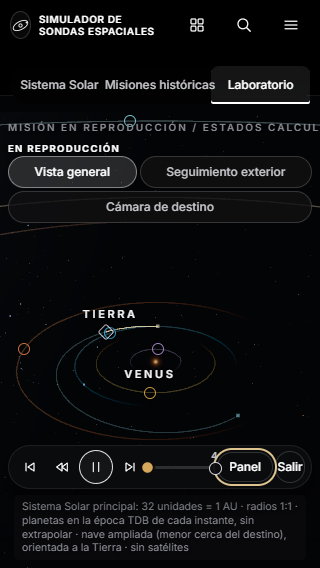 SIMULADOR DE
SONDAS ESPACIALES
Sistema Solar Misiones históricas Laboratorio
MISIÓN EN REPRODUCCIÓN / ESTADOS CALCUL
EN REPRODUCCIÓN
Vista general Seguimiento exterior
Cámara de destino
TIERRA
VENUS
4
Panel Salir
Sistema Solar principal: 32 unidades = 1 AU · radios 1:1 ·
planetas en la época TDB de cada instante, sin
extrapolar · nave ampliada (menor cerca del destino),
orientada a la Tierra · sin satélites